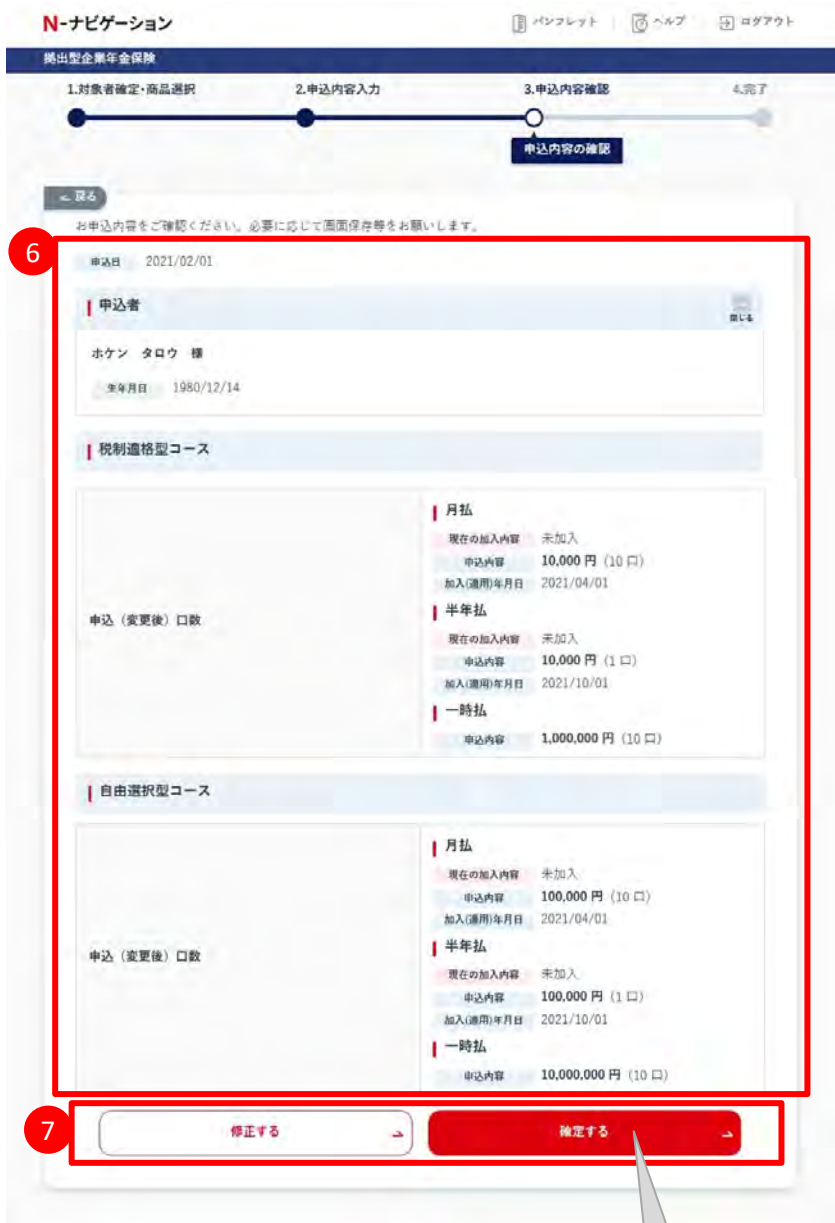 N-ナビゲーション
パンフレット
ヘルプ
ログアウト
拠出型企業年金保険
1.対象者確定・商品選択
2.申込内容入力
3.申込内容確認
4.完了
申込内容の確認
戻る
お申込内容をご確認ください。必要に応じて画面保存等をお願いします。
6
申込日 2021/02/01
申込者
閉じる
ホケン タロウ 様
生年月日 1980/12/14
税制適格型コース
申込（変更後）口数
月払
現在の加入内容 未加入
申込内容 10,000 円（10 口）
加入(適用)年月日 2021/04/01
半年払
現在の加入内容 未加入
申込内容 10,000 円（1 口）
加入(適用)年月日 2021/10/01
一時払
申込内容 1,000,000 円（10 口）
自由選択型コース
申込（変更後）口数
月払
現在の加入内容 未加入
申込内容 100,000 円（10 口）
加入(適用)年月日 2021/04/01
半年払
現在の加入内容 未加入
申込内容 100,000 円（1 口）
加入(適用)年月日 2021/10/01
一時払
申込内容 10,000,000 円（10 口）
7
修正する
確定する